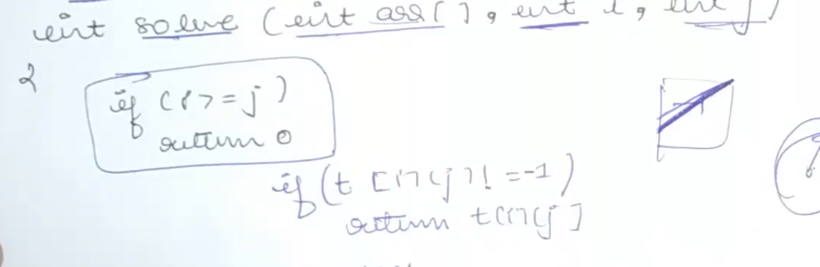 int solve (int arr[], int i, int j)
{
if (i>=j)
return 0
if (t[i][j]!=-1)
return t[i][j]